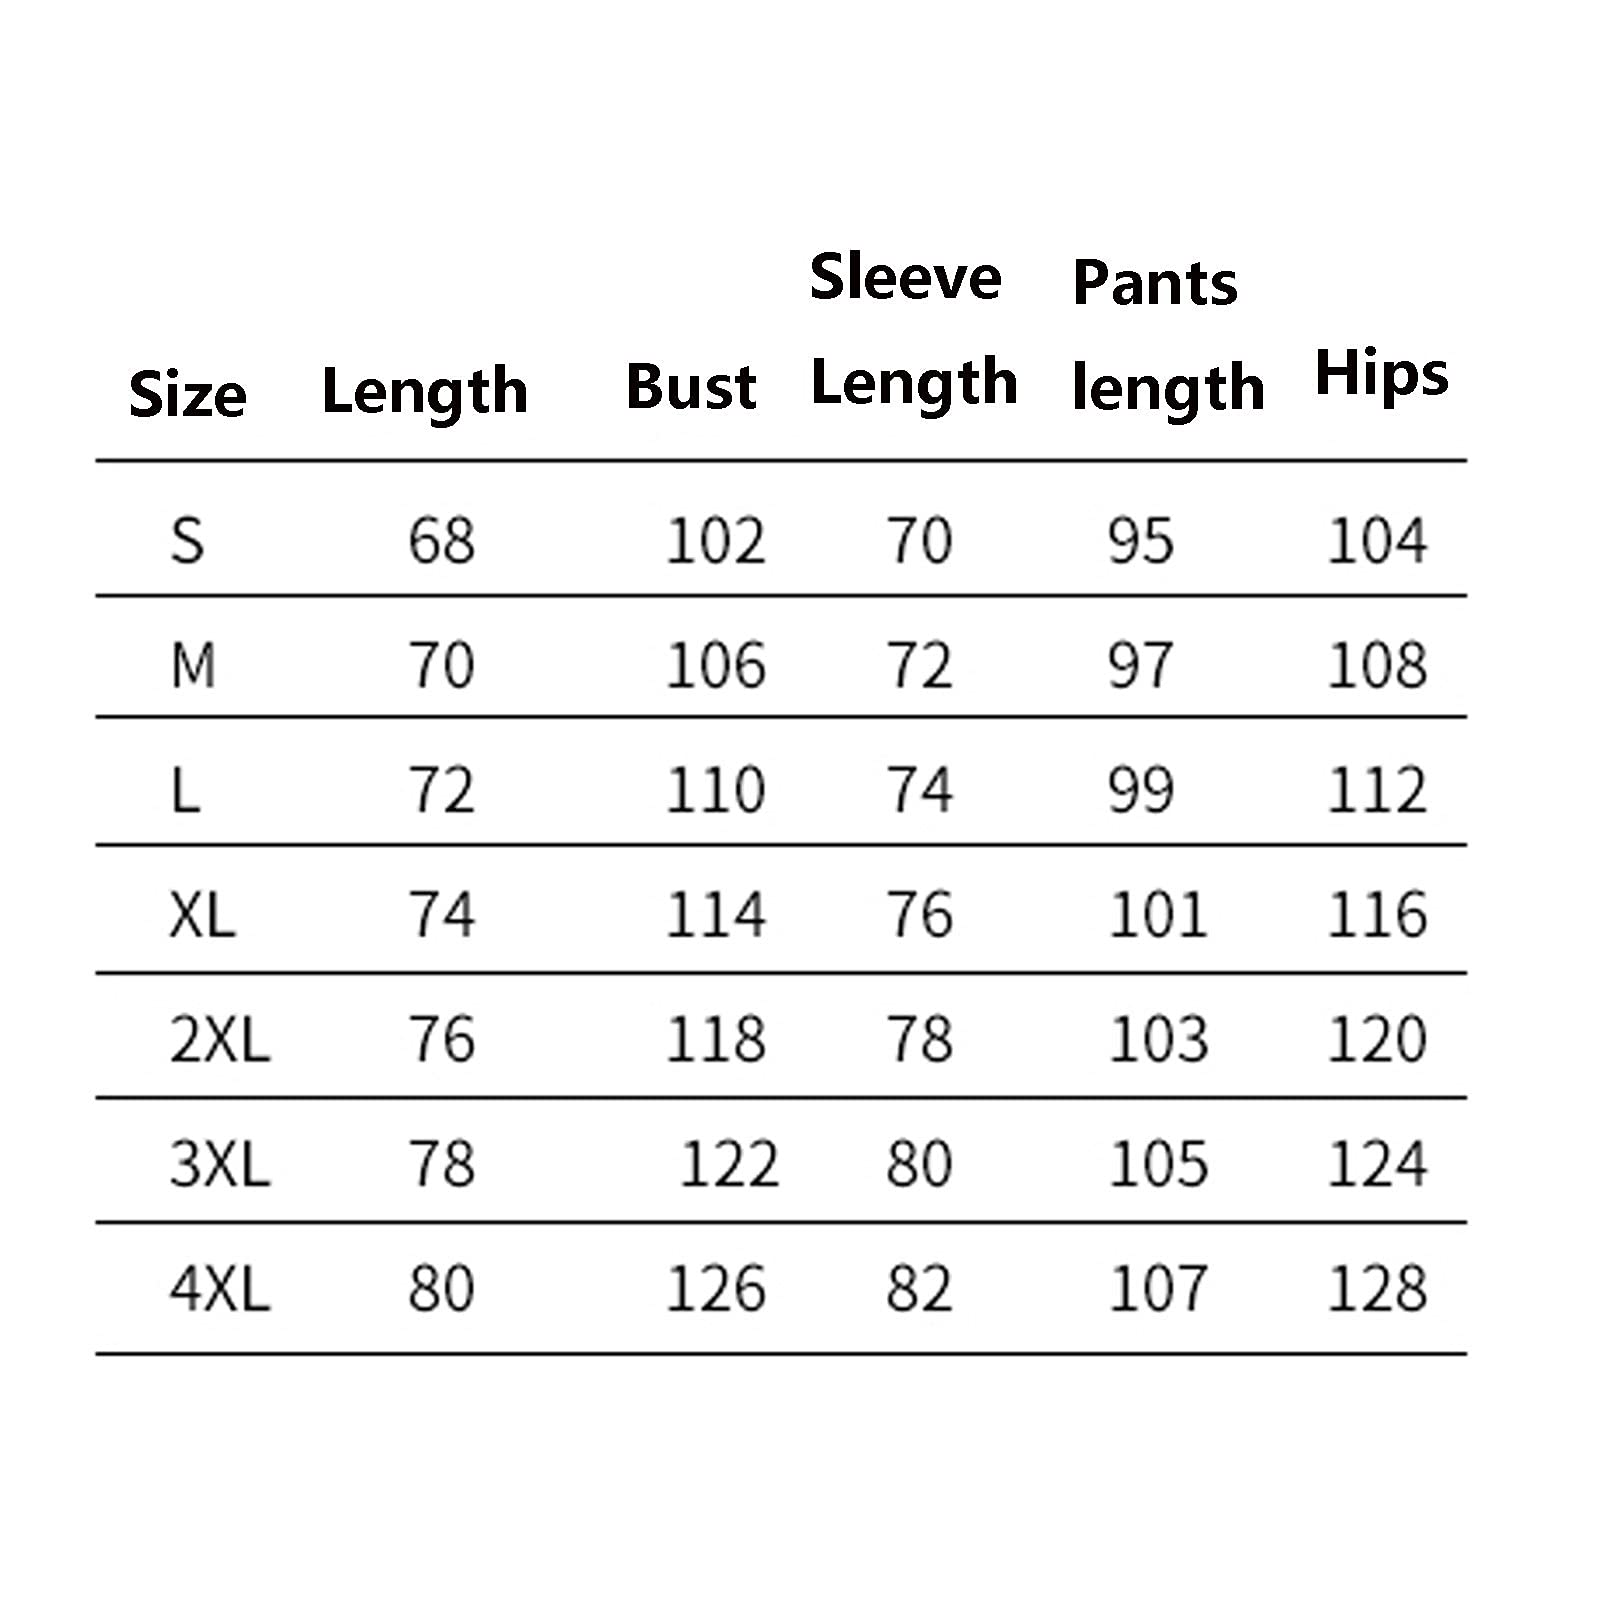 Size Length Bust Sleeve Length Pants length Hips
S 68 102 70 95 104
M 70 106 72 97 108
L 72 110 74 99 112
XL 74 114 76 101 116
2XL 76 118 78 103 120
3XL 78 122 80 105 124
4XL 80 126 82 107 128